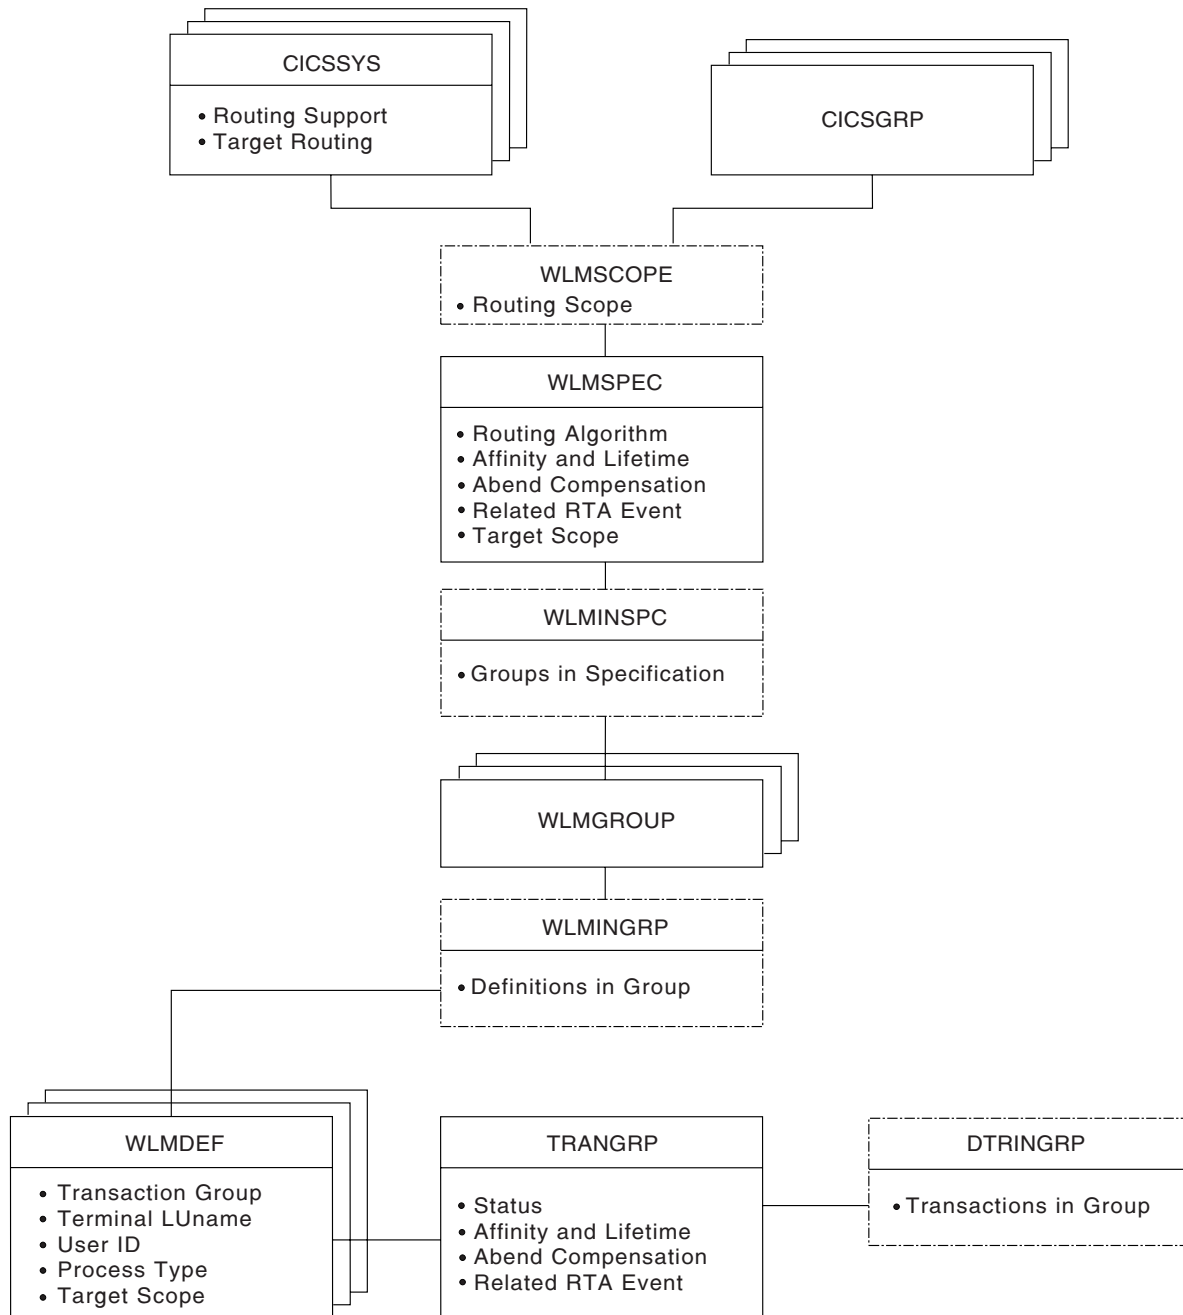 CICSSYS
• Routing Support
• Target Routing
CICSGRP
WLMSCOPE
• Routing Scope
WLMSPEC
• Routing Algorithm
• Affinity and Lifetime
• Abend Compensation
• Related RTA Event
• Target Scope
WLMINSPC
• Groups in Specification
WLMGROUP
WLMINGRP
• Definitions in Group
WLMDEF
• Transaction Group
• Terminal LUname
• User ID
• Process Type
• Target Scope
TRANGRP
• Status
• Affinity and Lifetime
• Abend Compensation
• Related RTA Event
DTRINGRP
• Transactions in Group